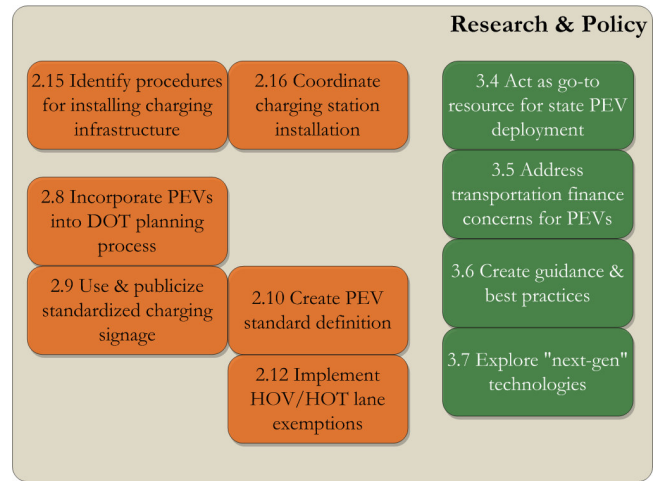 Research & Policy
2.15 Identify procedures
for installing charging
infrastructure
2.16 Coordinate
charging station
installation
3.4 Act as go-to
resource for state PEV
deployment
3.5 Address
transportation finance
concerns for PEVs
2.8 Incorporate PEVs
into DOT planning
process
2.9 Use & publicize
standardized charging
signage
2.10 Create PEV
standard definition
3.6 Create guidance &
best practices
2.12 Implement
HOV/HOT lane
exemptions
3.7 Explore "next-gen"
technologies